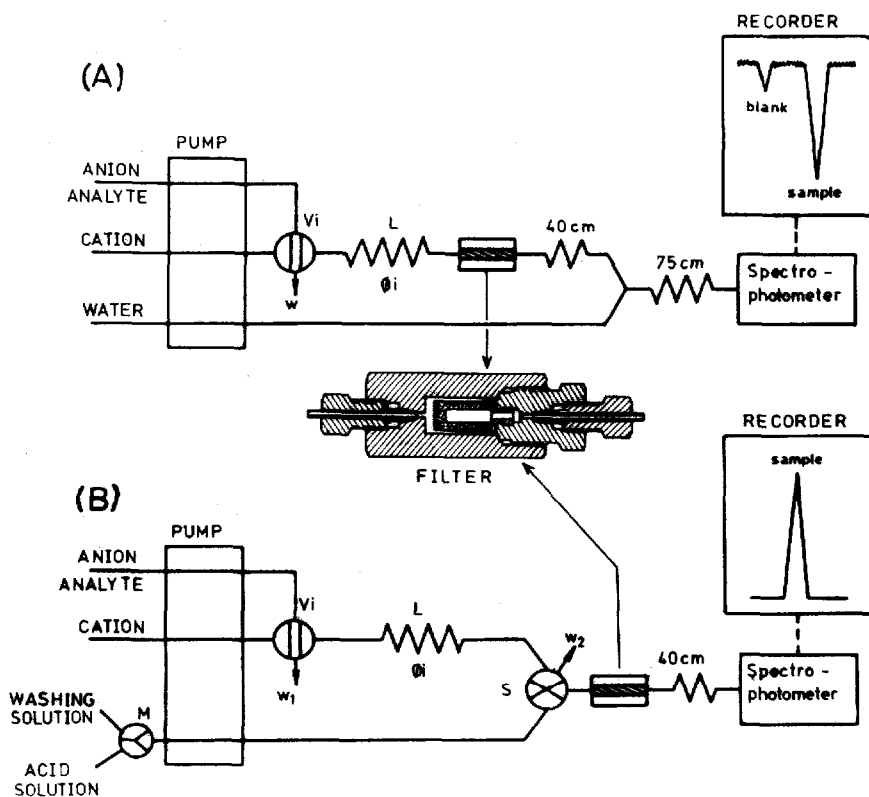 RECORDER
(A)
blank
sample
PUMP
ANION
ANALYTE
Vi
CATION
L
40cm
75cm
Spectro-
photometer
w
Øi
WATER
RECORDER
FILTER
sample
(B)
PUMP
ANION
ANALYTE
Vi
CATION
L
w2
40cm
Spectro-
photometer
w1
Øi
S
WASHING
SOLUTION
M
ACID
SOLUTION